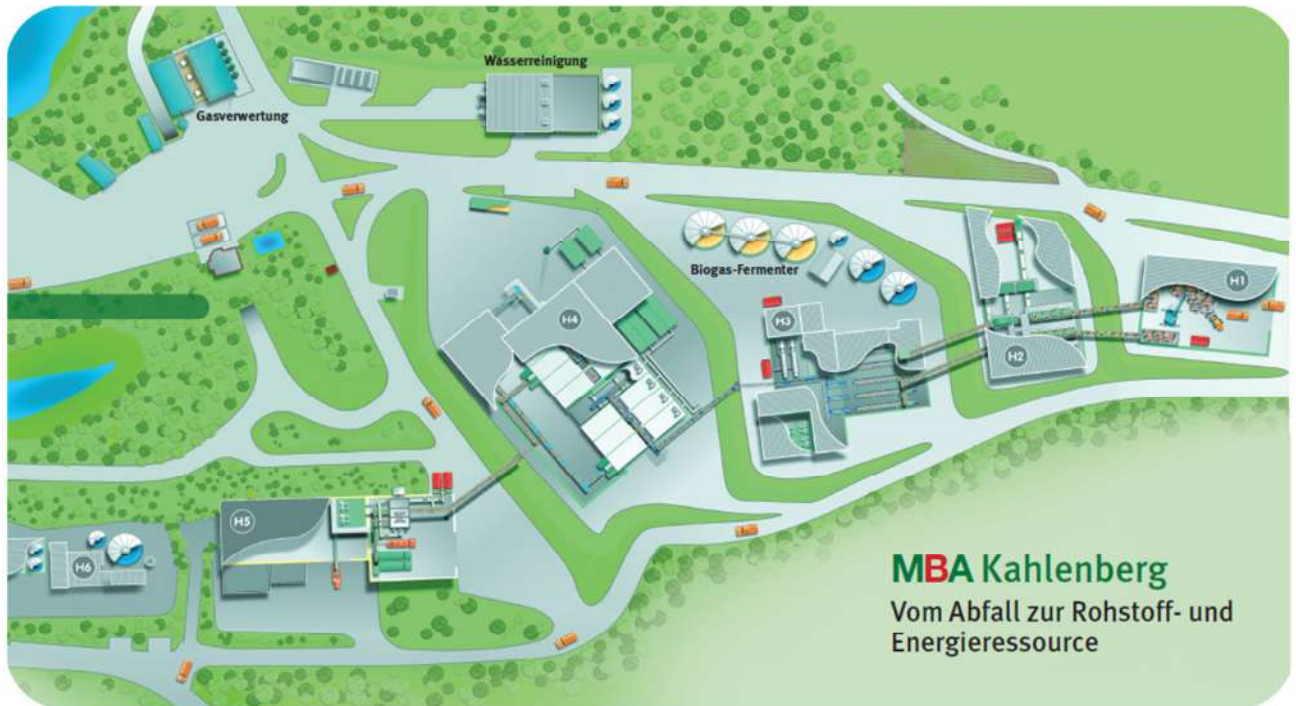 Wasserreinigung
Gasverwertung
Biogas-Fermenter
H1
H4
H3
H2
H5
H6
MBA Kahlenberg
Vom Abfall zur Rohstoff- und
Energieressource